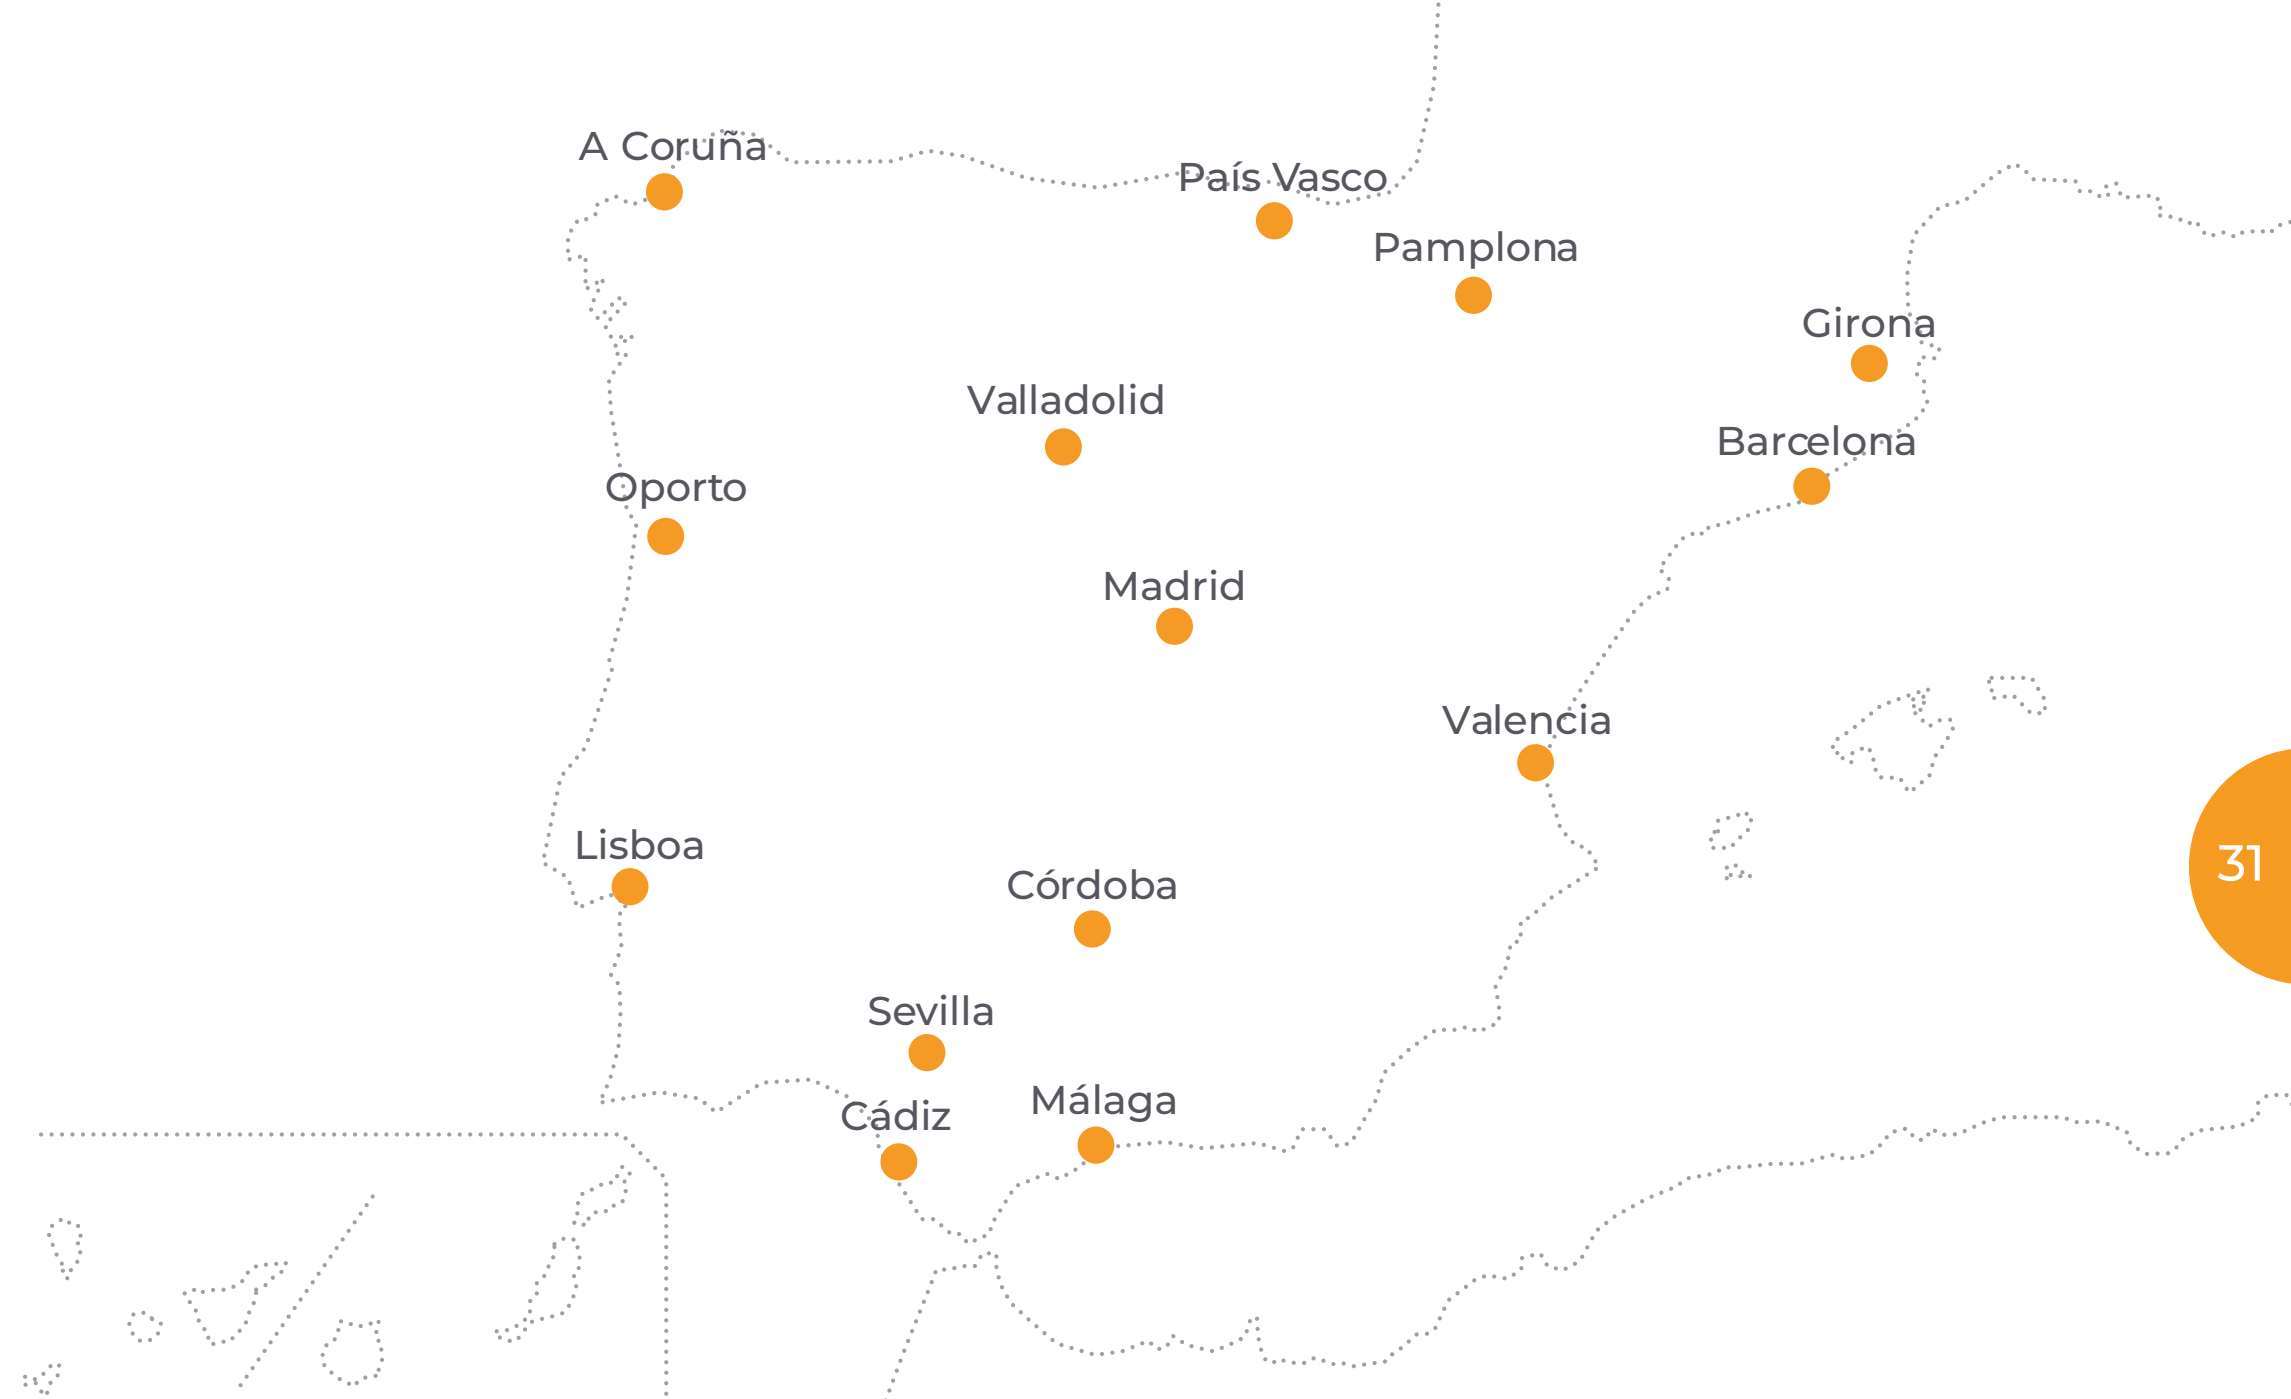 A Coruña
País Vasco
Pamplona
Girona
Valladolid
Barcelona
Oporto
Madrid
Valencia
Lisboa
31
Córdoba
Sevilla
Málaga
Cádiz